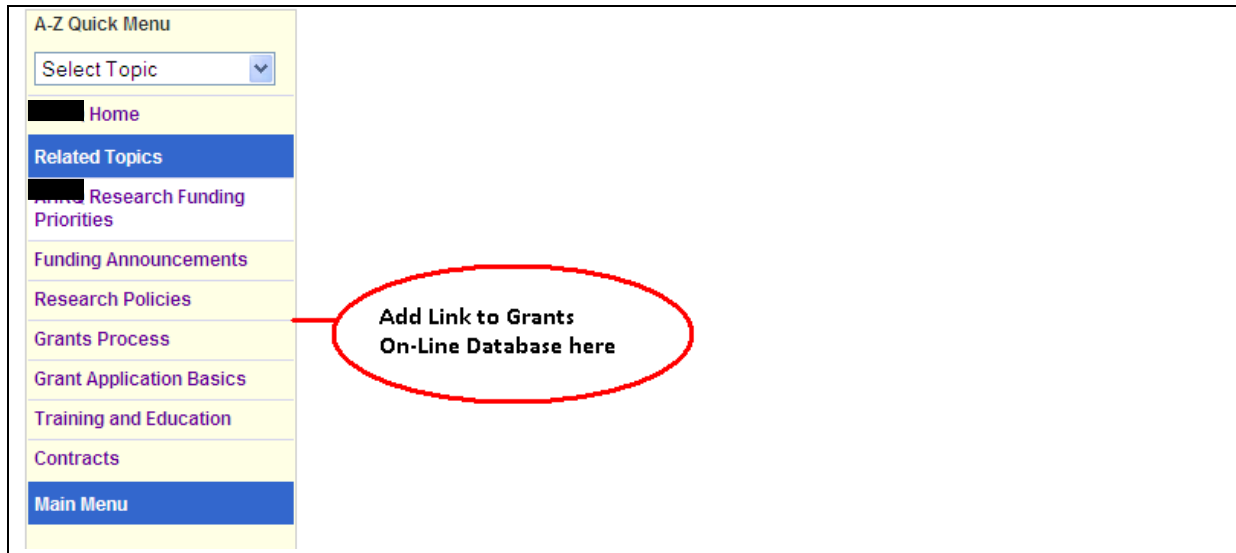 A-Z Quick Menu
Select Topic
Home
Related Topics
Research Funding
Priorities
Funding Announcements
Research Policies
Grants Process
Grant Application Basics
Training and Education
Contracts
Main Menu
Add Link to Grants
On-Line Database here